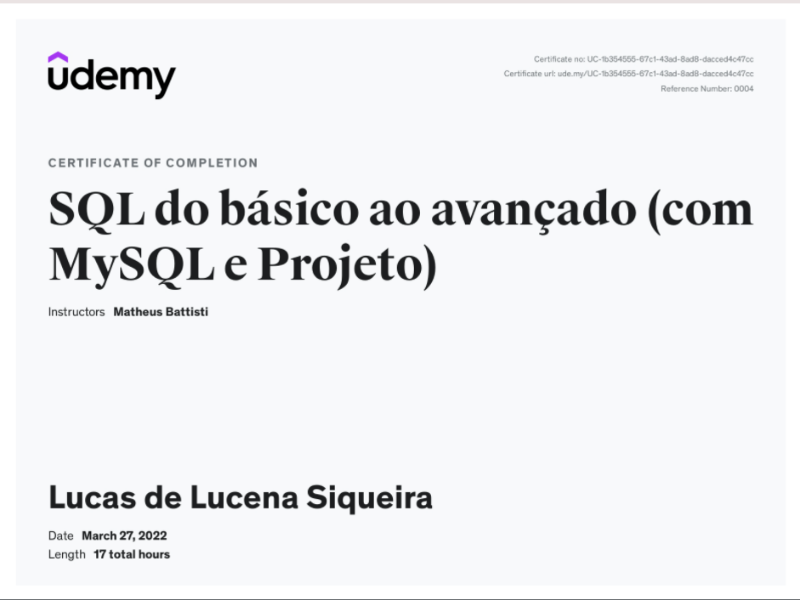 udemy
Certificate no: UC-1b354555-67c1-43ad-8ad8-dacced4c47cc
Certificate url: ude.my/UC-1b354555-67c1-43ad-8ad8-dacced4c47cc
Reference Number: 0004
CERTIFICATE OF COMPLETION
SQL do básico ao avançado (com
MySQL e Projeto)
Instructors Matheus Battisti
Lucas de Lucena Siqueira
Date March 27, 2022
Length 17 total hours